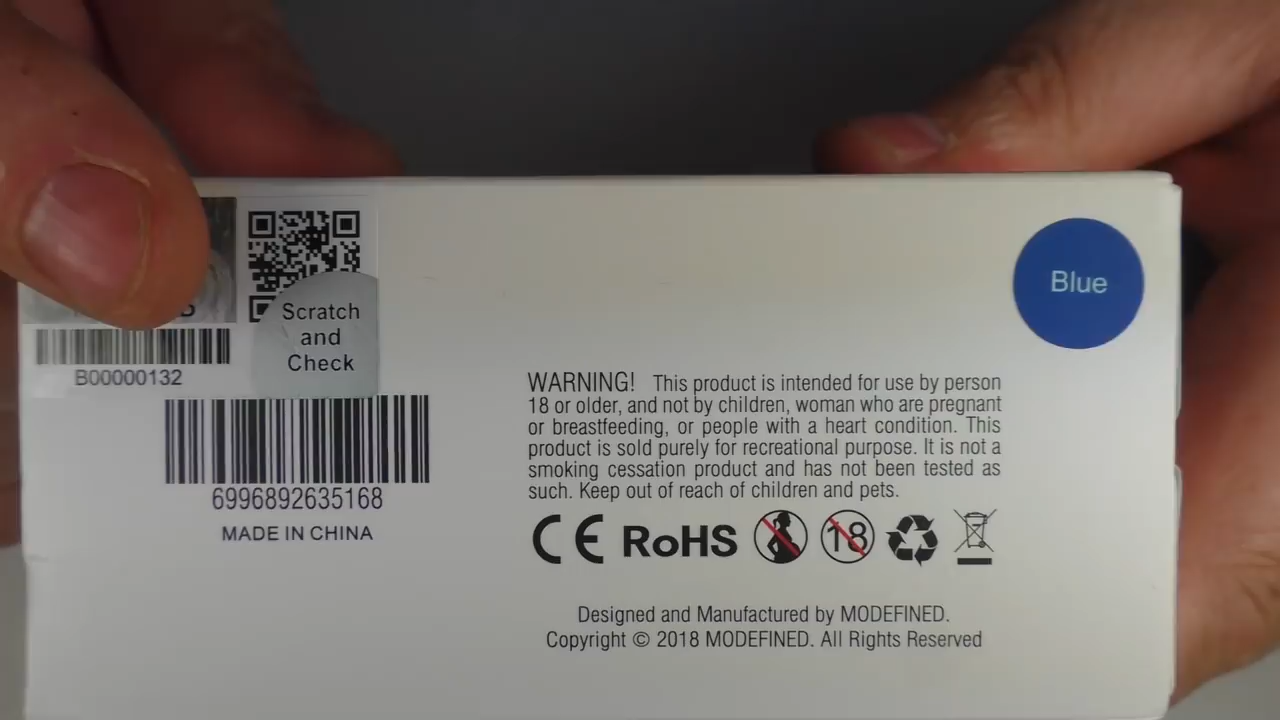 Scratch
and
Check
B00000132
6996892635168
MADE IN CHINA
Blue
WARNING! This product is intended for use by person
18 or older, and not by children, woman who are pregnant
or breastfeeding, or people with a heart condition. This
product is sold purely for recreational purpose. It is not a
smoking cessation product and has not been tested as
such. Keep out of reach of children and pets.
CE RoHS 18
Designed and Manufactured by MODEFINED.
Copyright © 2018 MODEFINED. All Rights Reserved